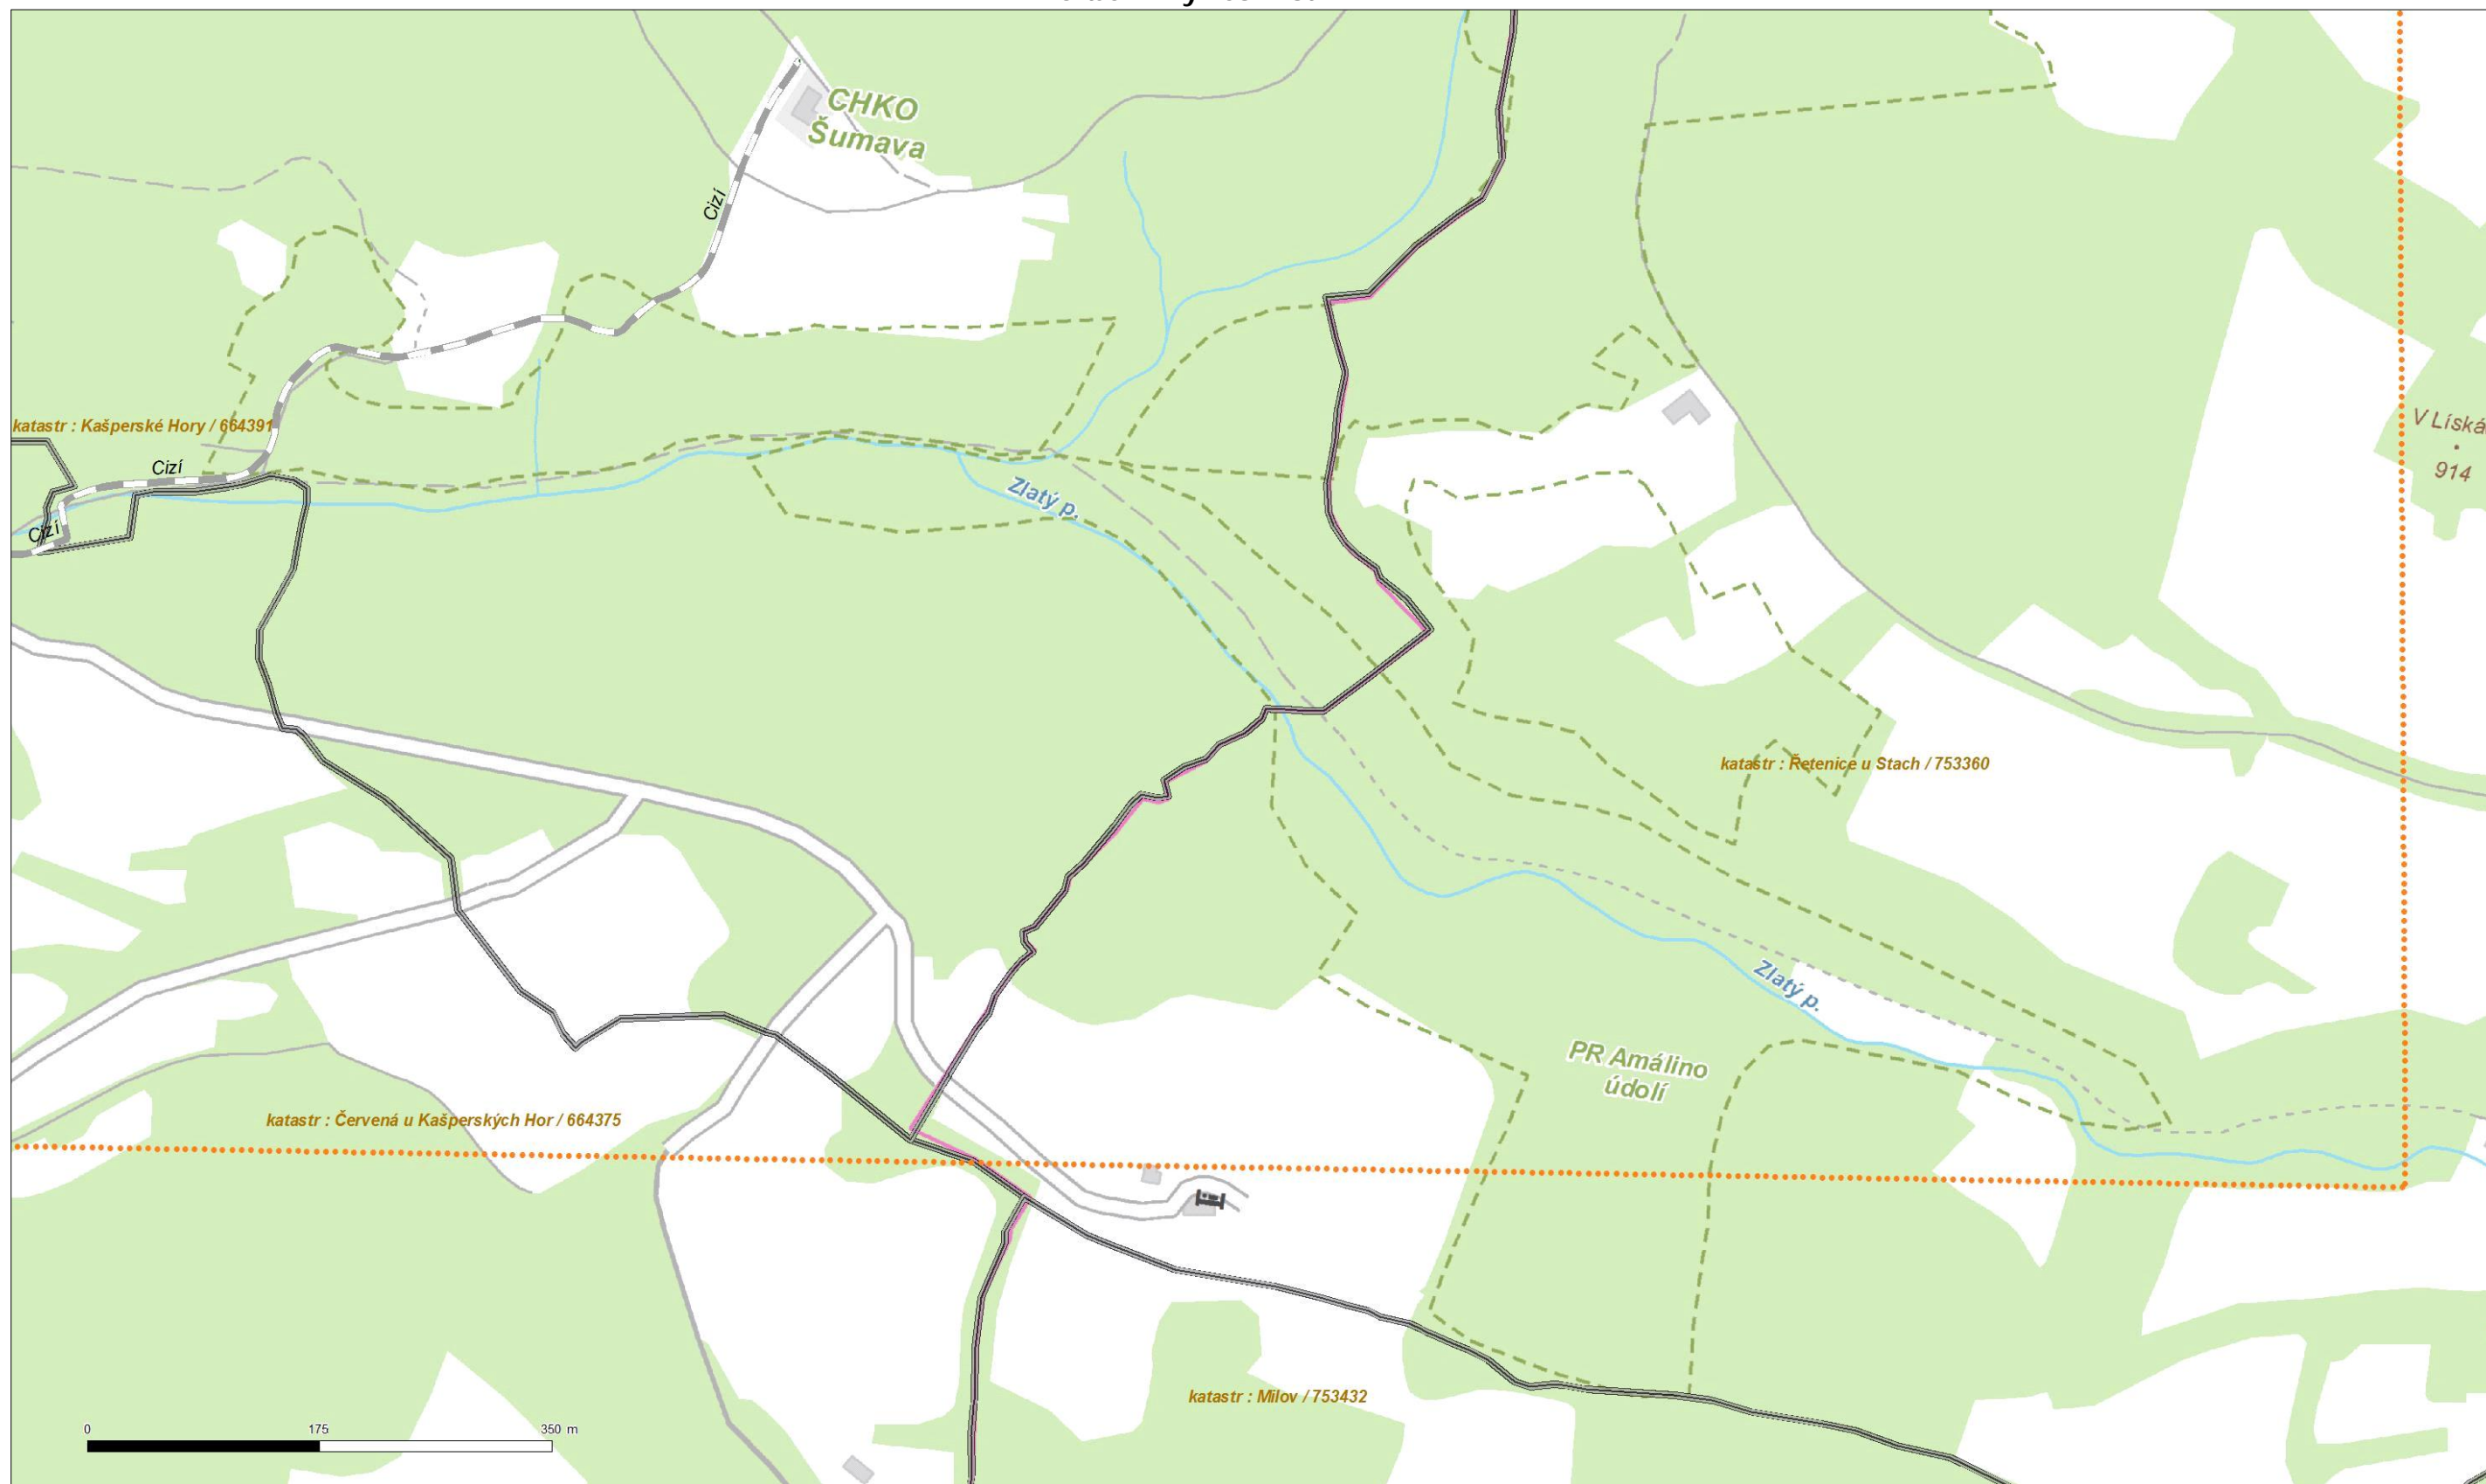 CHKO
Šumava
Cizí
V Líská
914
katastr : Kašperské Hory / 664391
Cizí
Zlatý p.
Cizí
katastr : Řetenice u Stach / 753360
Zlatý p.
PR Amálino
údolí
katastr : Červená u Kašperských Hor / 664375
katastr : Milov / 753432
0 175 350 m